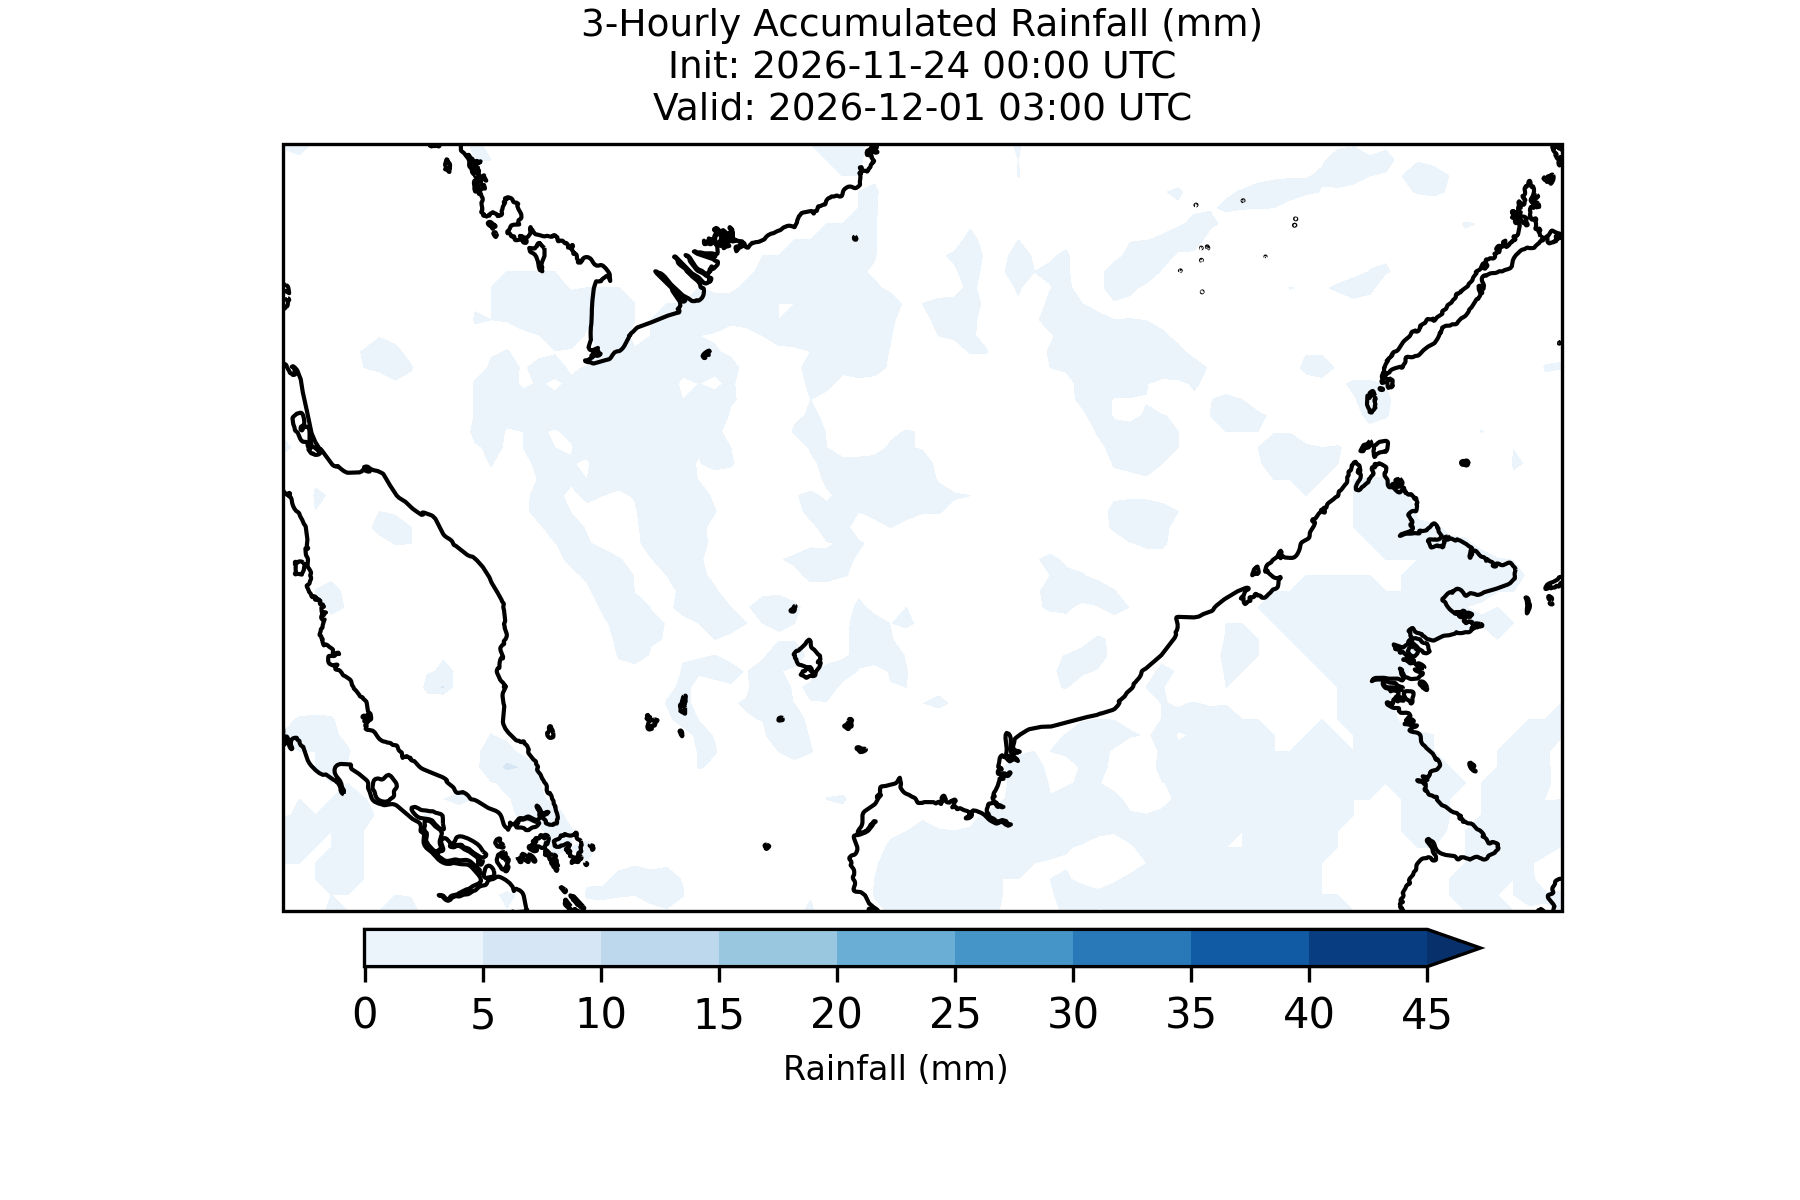 3-Hourly Accumulated Rainfall (mm)
Init: 2026-11-24 00:00 UTC
Valid: 2026-12-01 03:00 UTC
0 5 10 15 20 25 30 35 40 45
Rainfall (mm)